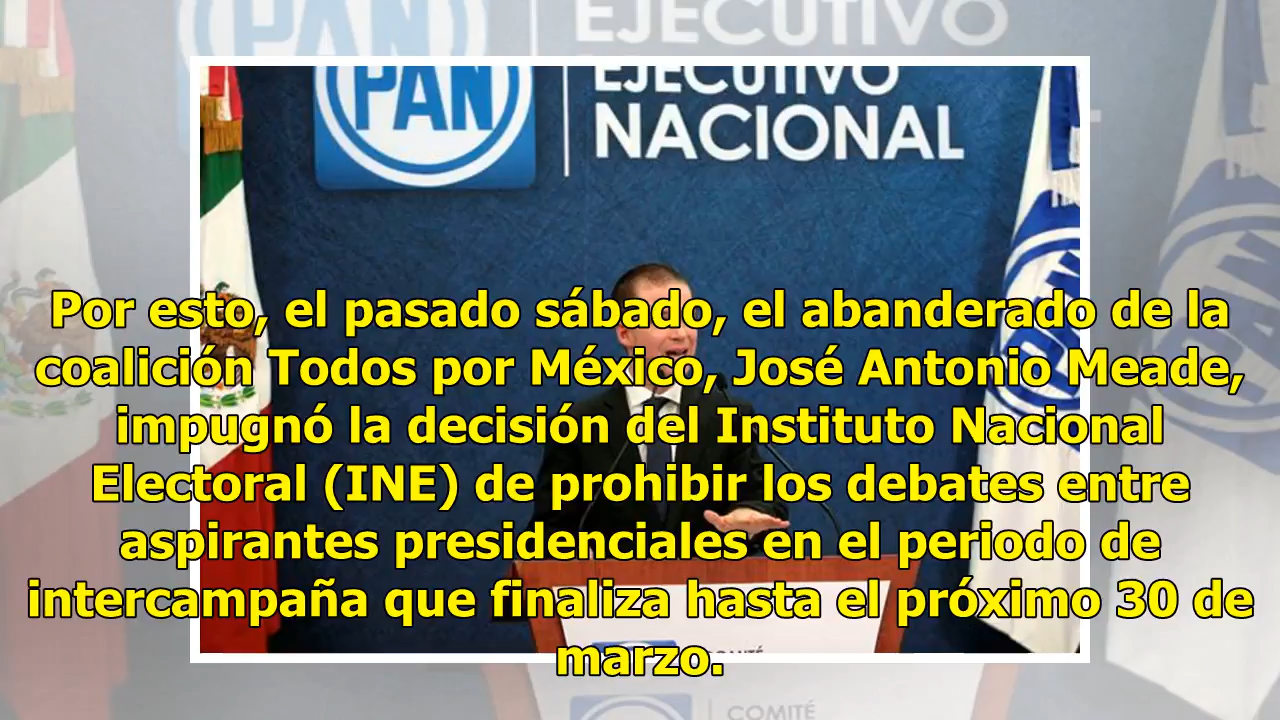 PAN
EJECUTIVO
EJECUTIVO
NACIONAL
PAN
Por esto, el pasado sábado, el abanderado de la
coalición Todos por México, José Antonio Meade,
impugnó la decisión del Instituto Nacional
Electoral (INE) de prohibir los debates entre
aspirantes presidenciales en el periodo de
intercampaña que finaliza hasta el próximo 30 de
marzo.
COMITÉ